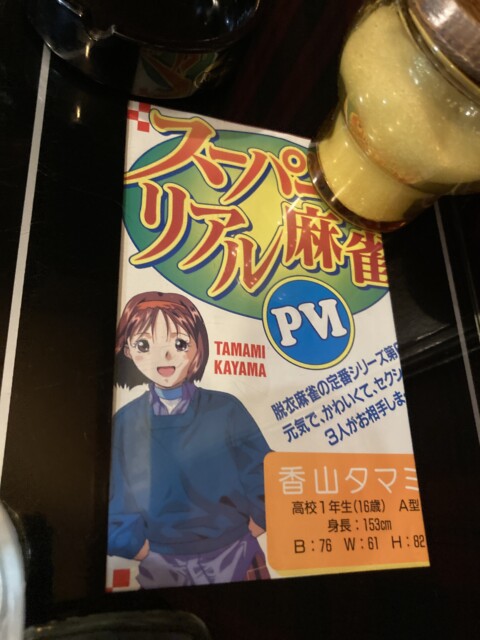 スーパー
リアル麻雀
PVI
TAMAMI
KAYAMA
脱衣麻雀の定番シリーズ第
元気で、かわいくて、セクシ
3人がお相手しま
香山タマミ
高校1年生(16歳) A型
身長:153cm
B:76 W:61 H:82